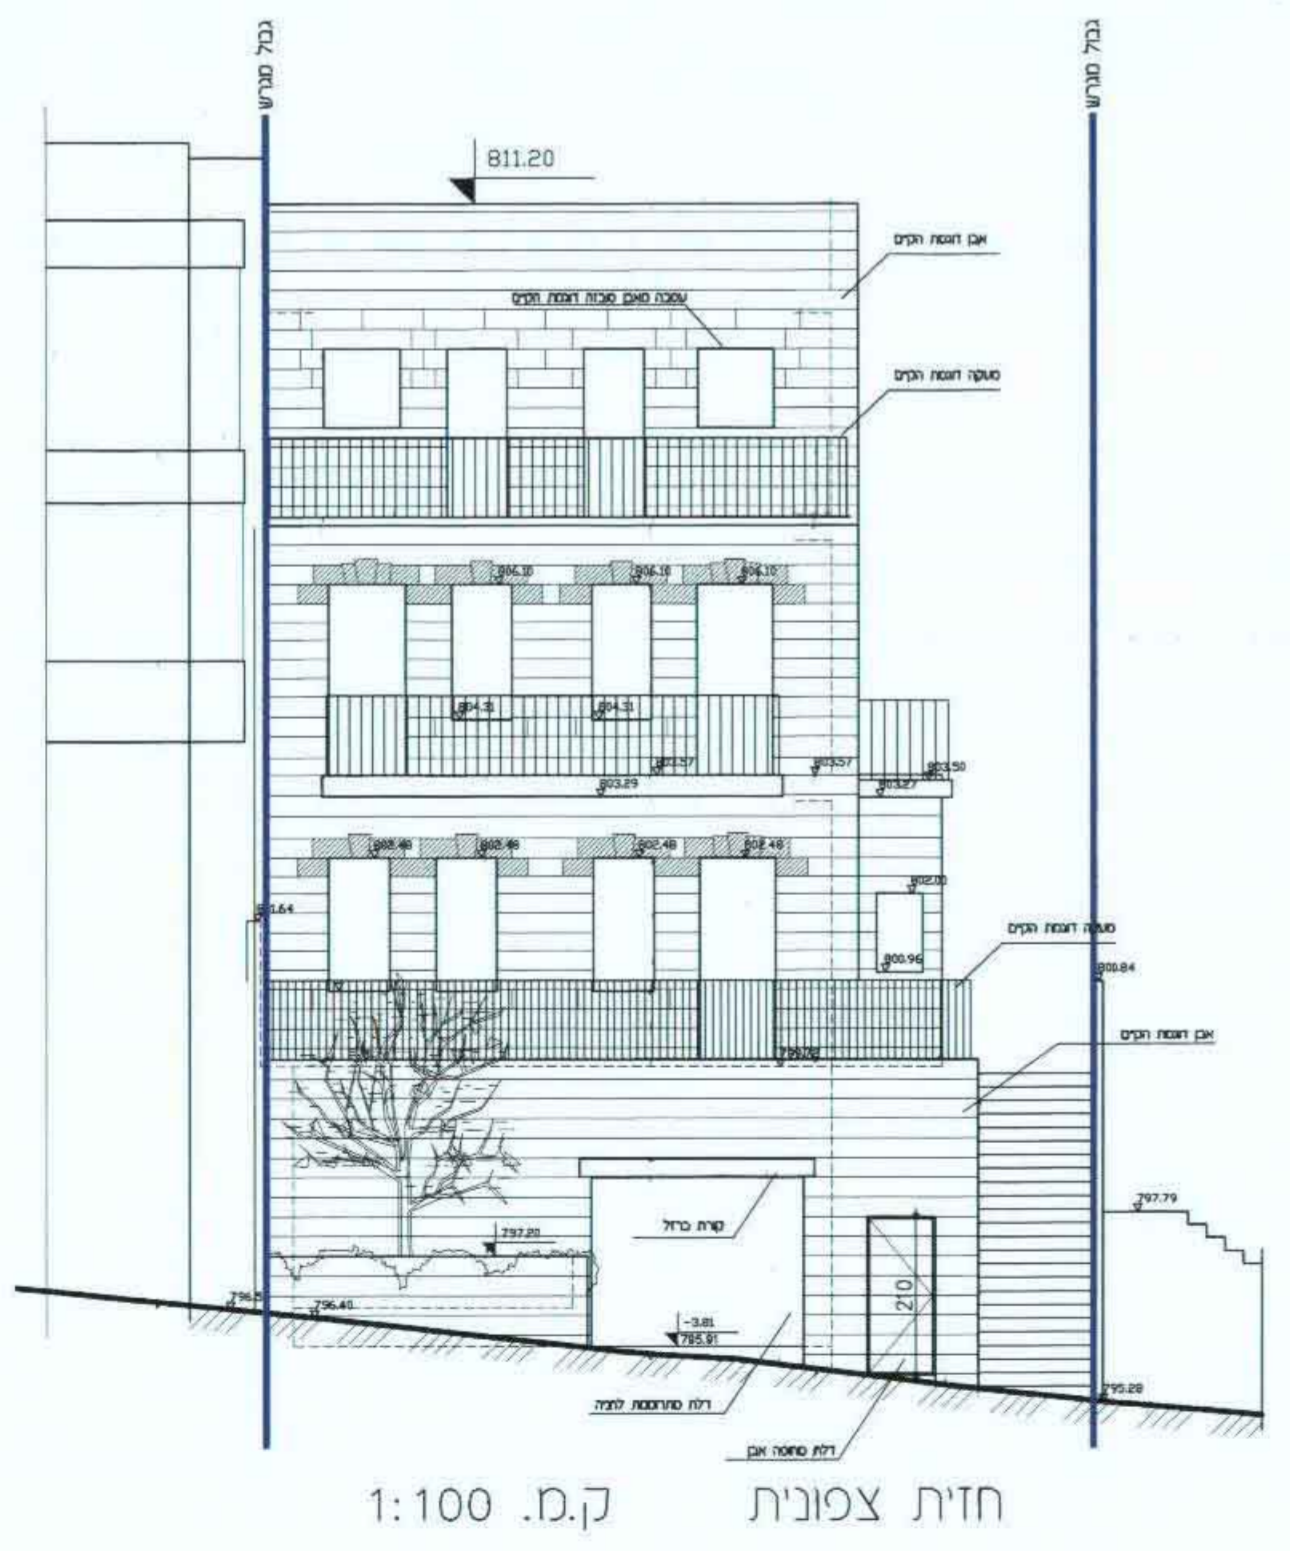 גבול מגרש
גבול מגרש
811.20
אבן דוגמת הקיים
עטבה מאבן מובזת דוגמת הקיים
מעקה דוגמת הקיים
806.10
806.10
806.10
806.10
804.31
804.31
803.57
803.57
803.50
803.29
803.27
802.48
802.48
802.48
802.48
802.00
מעקה דוגמת הקיים
800.96
800.84
אבן דוגמת הקיים
797.79
קורת ברזל
797.20
210
796.40
-3.81
795.91
795.28
דלת מתרוממת לחניה
דלת מחופה אבן
חזית צפונית ק.מ. 1:100